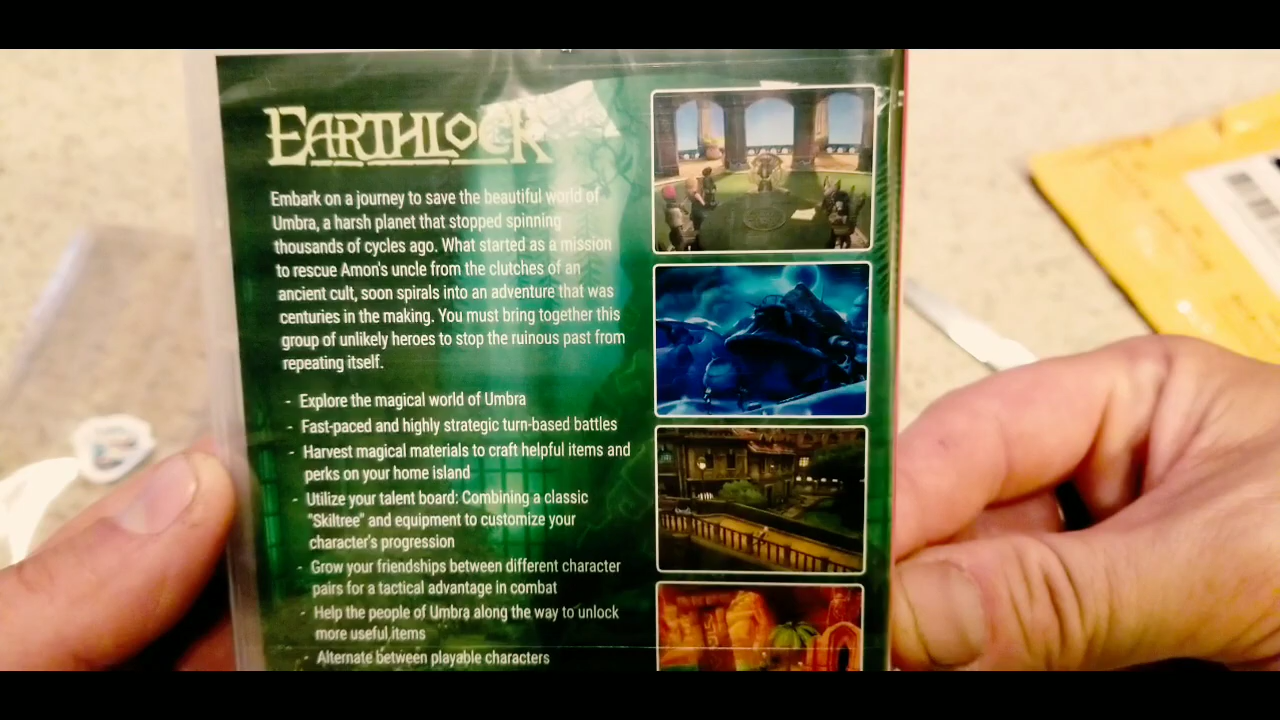 EARTHLOCK
Embark on a journey to save the beautiful world of
Umbra, a harsh planet that stopped spinning
thousands of cycles ago. What started as a mission
to rescue Amon's uncle from the clutches of an
ancient cult, soon spirals into an adventure that was
centuries in the making. You must bring together this
group of unlikely heroes to stop the ruinous past from
repeating itself.
- Explore the magical world of Umbra
- Fast-paced and highly strategic turn-based battles
- Harvest magical materials to craft helpful items and
perks on your home island
- Utilize your talent board: Combining a classic
"Skiltree" and equipment to customize your
character's progression
- Grow your friendships between different character
pairs for a tactical advantage in combat
- Help the people of Umbra along the way to unlock
more useful items
- Alternate between playable characters